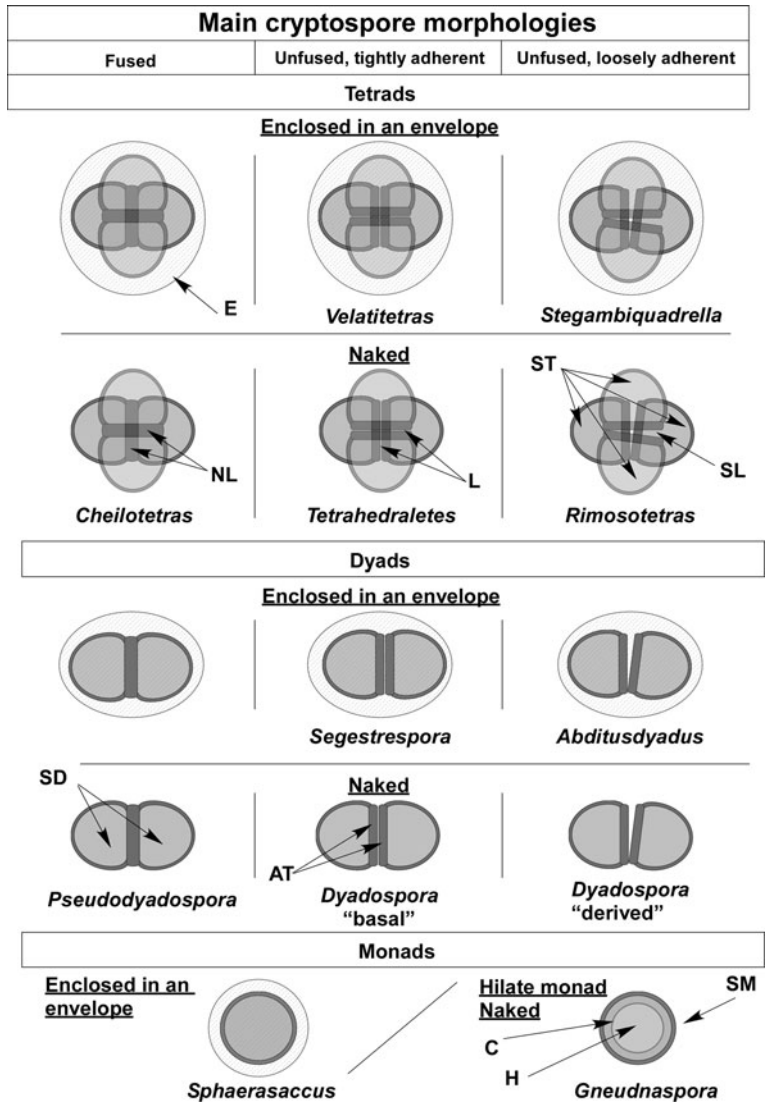 Main cryptospore morphologies
Fused
Unfused, tightly adherent
Unfused, loosely adherent
Tetrads
Enclosed in an envelope
E
Velatitetras
Stegambiquadrella
Naked
ST
NL
L
SL
Cheilotetras
Tetrahedraletes
Rimosotetras
Dyads
Enclosed in an envelope
Segestrespora
Abditusdyadus
SD
Naked
AT
Pseudodyadospora
Dyadospora
"basal"
Dyadospora
"derived"
Monads
Enclosed in an
envelope
Hilate monad
Naked
SM
C
H
Sphaerasaccus
Gneudnaspora